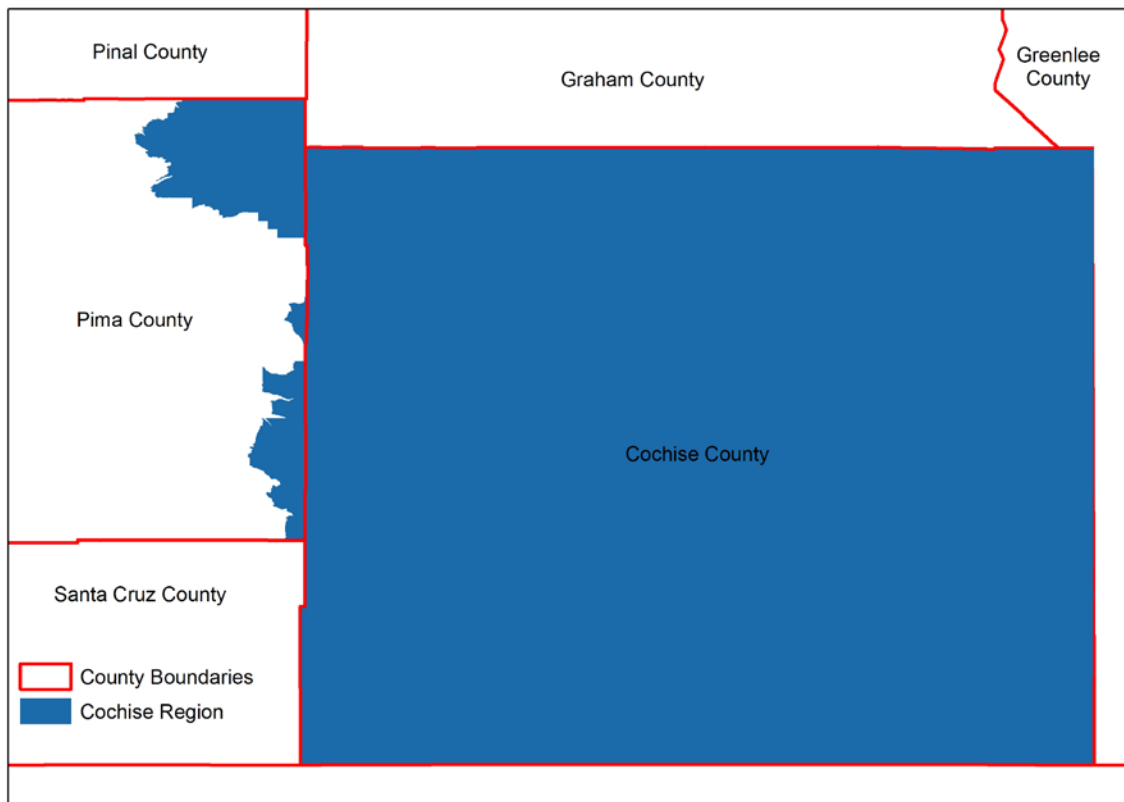 Pinal County
Graham County
Greenlee
County
Pima County
Cochise County
Santa Cruz County
County Boundaries
Cochise Region